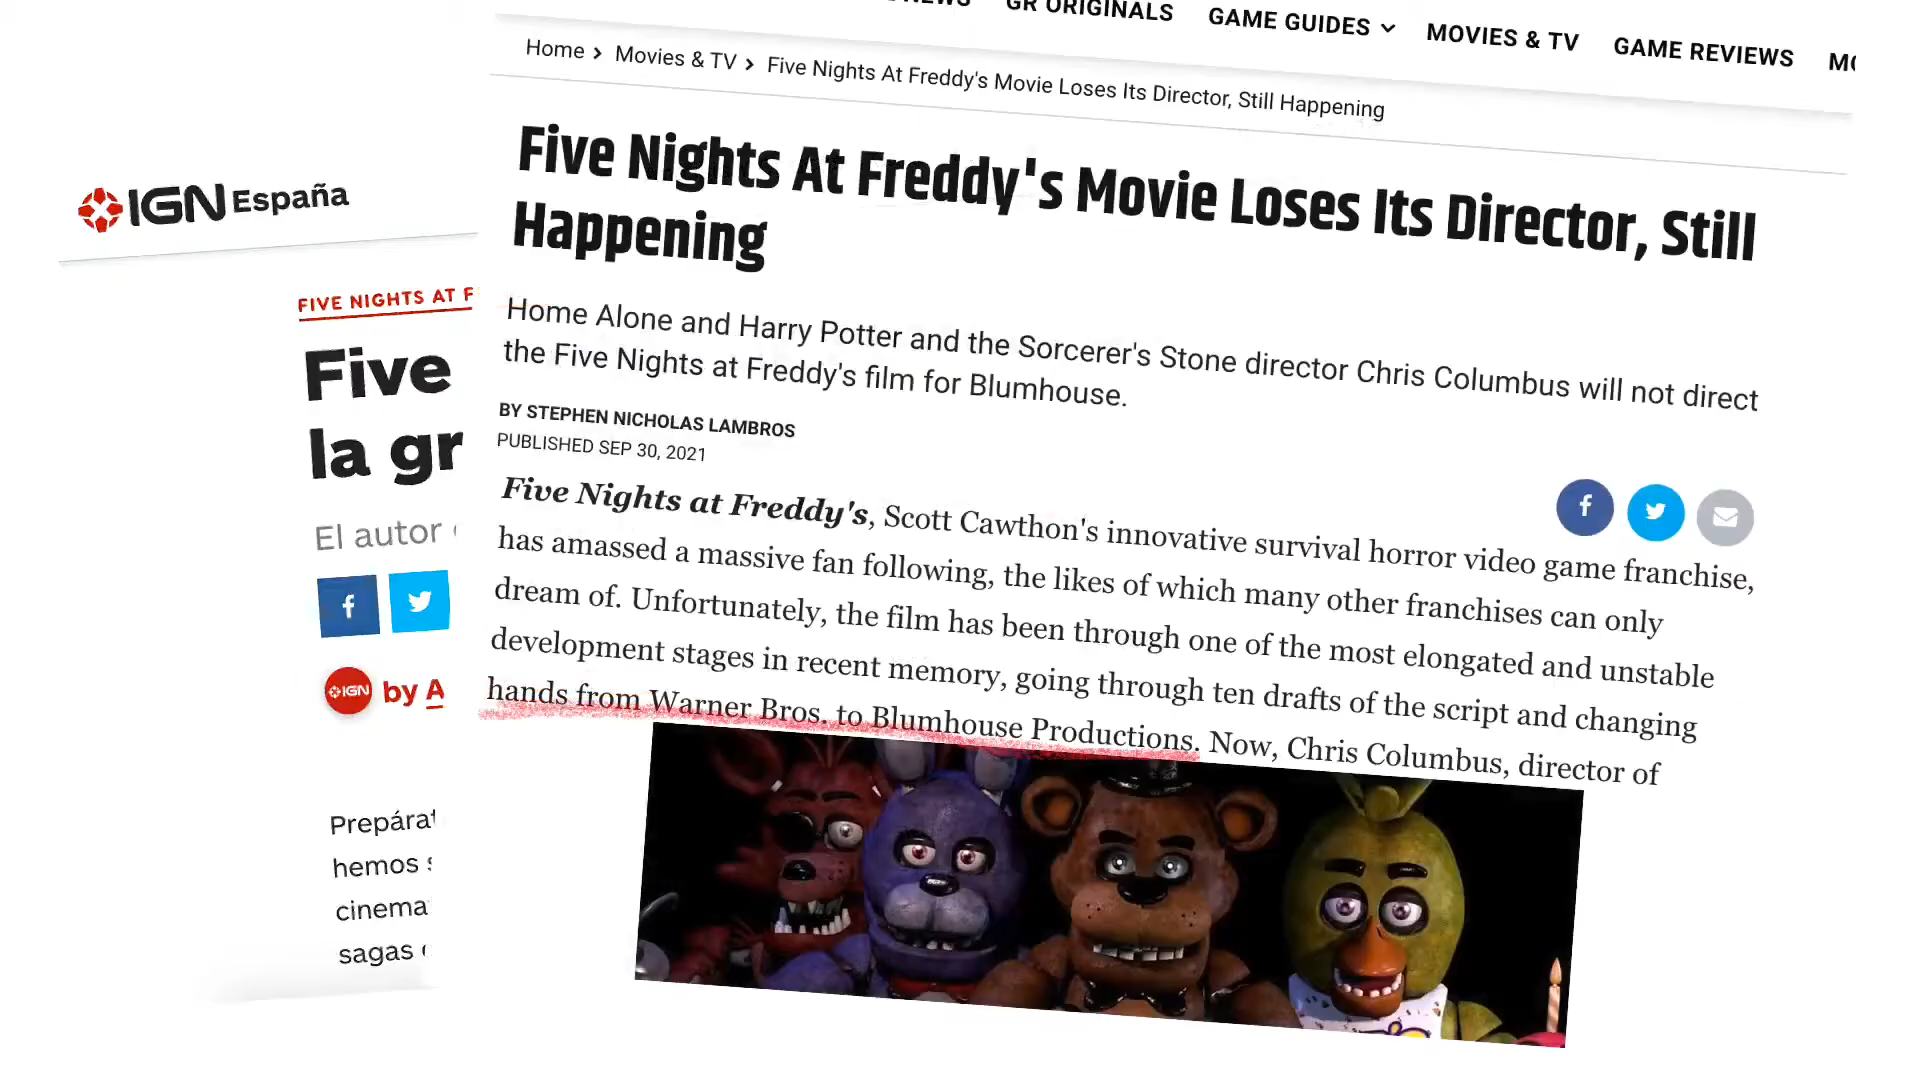 GR ORIGINALS
GAME GUIDES
MOVIES & TV
GAME REVIEWS
Home > Movies & TV > Five Nights At Freddy's Movie Loses Its Director, Still Happening
Five Nights At Freddy's Movie Loses Its Director, Still
Happening
Home Alone and Harry Potter and the Sorcerer's Stone director Chris Columbus will not direct
the Five Nights at Freddy's film for Blumhouse.
BY STEPHEN NICHOLAS LAMBROS
PUBLISHED SEP 30, 2021
Five Nights at Freddy's, Scott Cawthon's innovative survival horror video game franchise,
has amassed a massive fan following, the likes of which many other franchises can only
dream of. Unfortunately, the film has been through one of the most elongated and unstable
development stages in recent memory, going through ten drafts of the script and changing
hands from Warner Bros. to Blumhouse Productions. Now, Chris Columbus, director of
IGN España
FIVE NIGHTS AT F
Five
la gr
El autor
IGN by A
Prepárat
hemos s
cinema
sagas